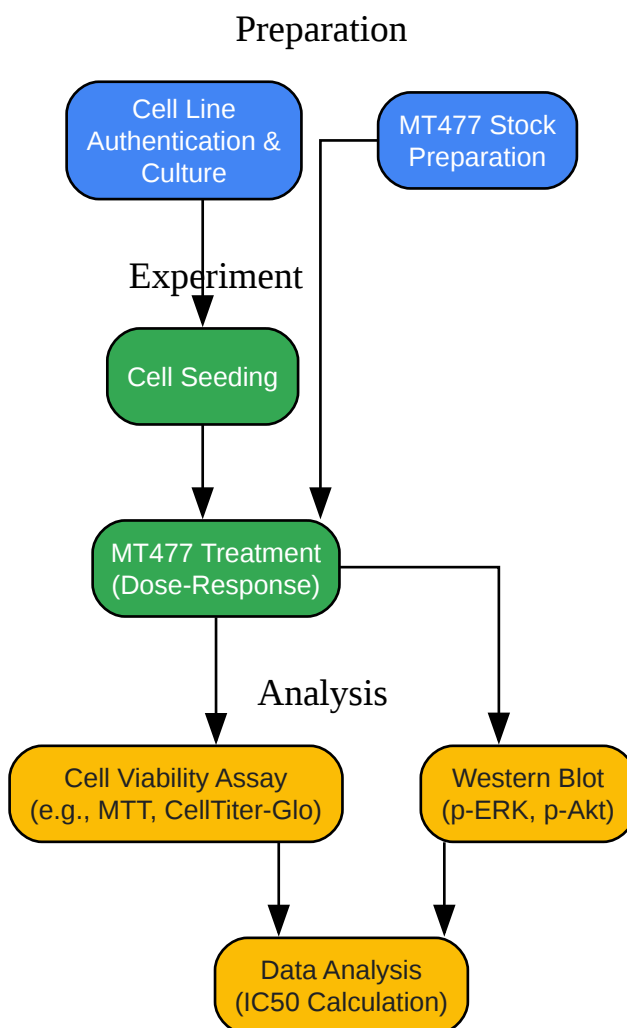 Preparation
Cell Line
Authentication &
Culture
MT477 Stock
Preparation
Experiment
Cell Seeding
MT477 Treatment
(Dose-Response)
Analysis
Cell Viability Assay
(e.g., MTT, CellTiter-Glo)
Western Blot
(p-ERK, p-Akt)
Data Analysis
(IC50 Calculation)